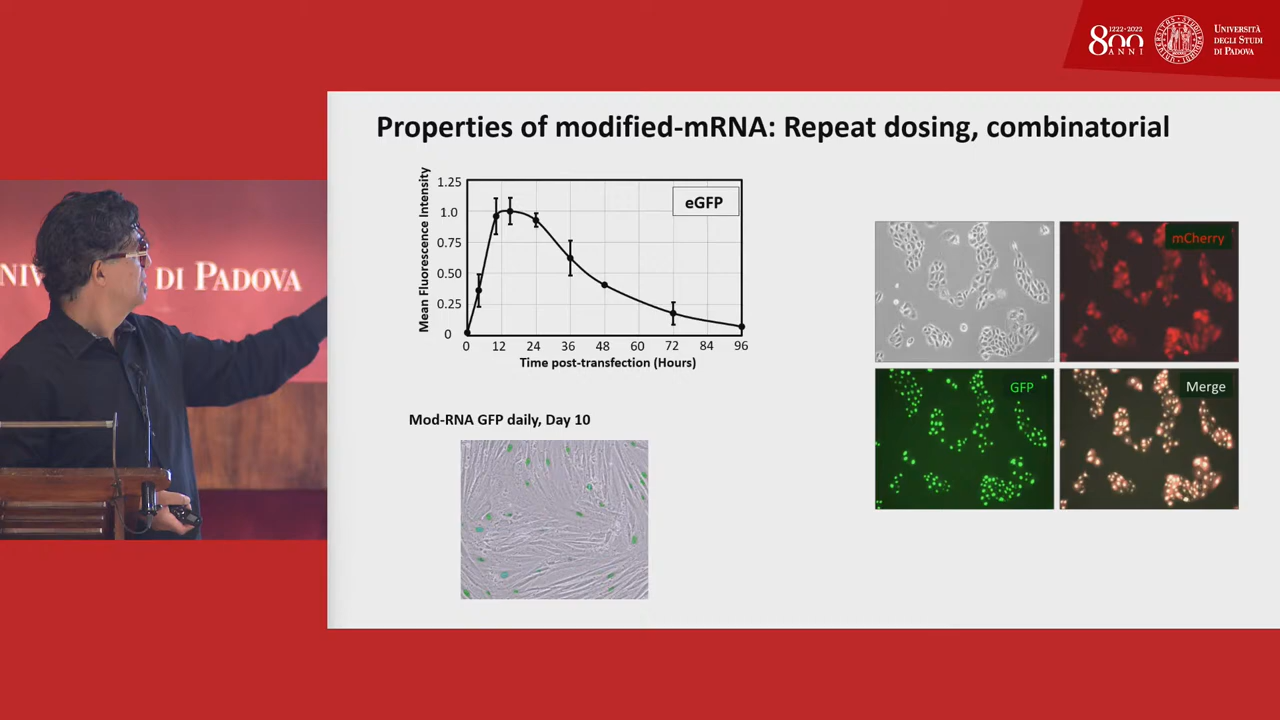 1222·2022
800
ANNI
UNIVERSITÀ
DEGLI STUDI
DI PADOVA
Properties of modified-mRNA: Repeat dosing, combinatorial
Mean Fluorescence Intensity
1.25
1.0
0.75
0.50
0.25
0
eGFP
0 12 24 36 48 60 72 84 96
Time post-transfection (Hours)
Mod-RNA GFP daily, Day 10
mCherry
GFP
Merge
DI PADOVA